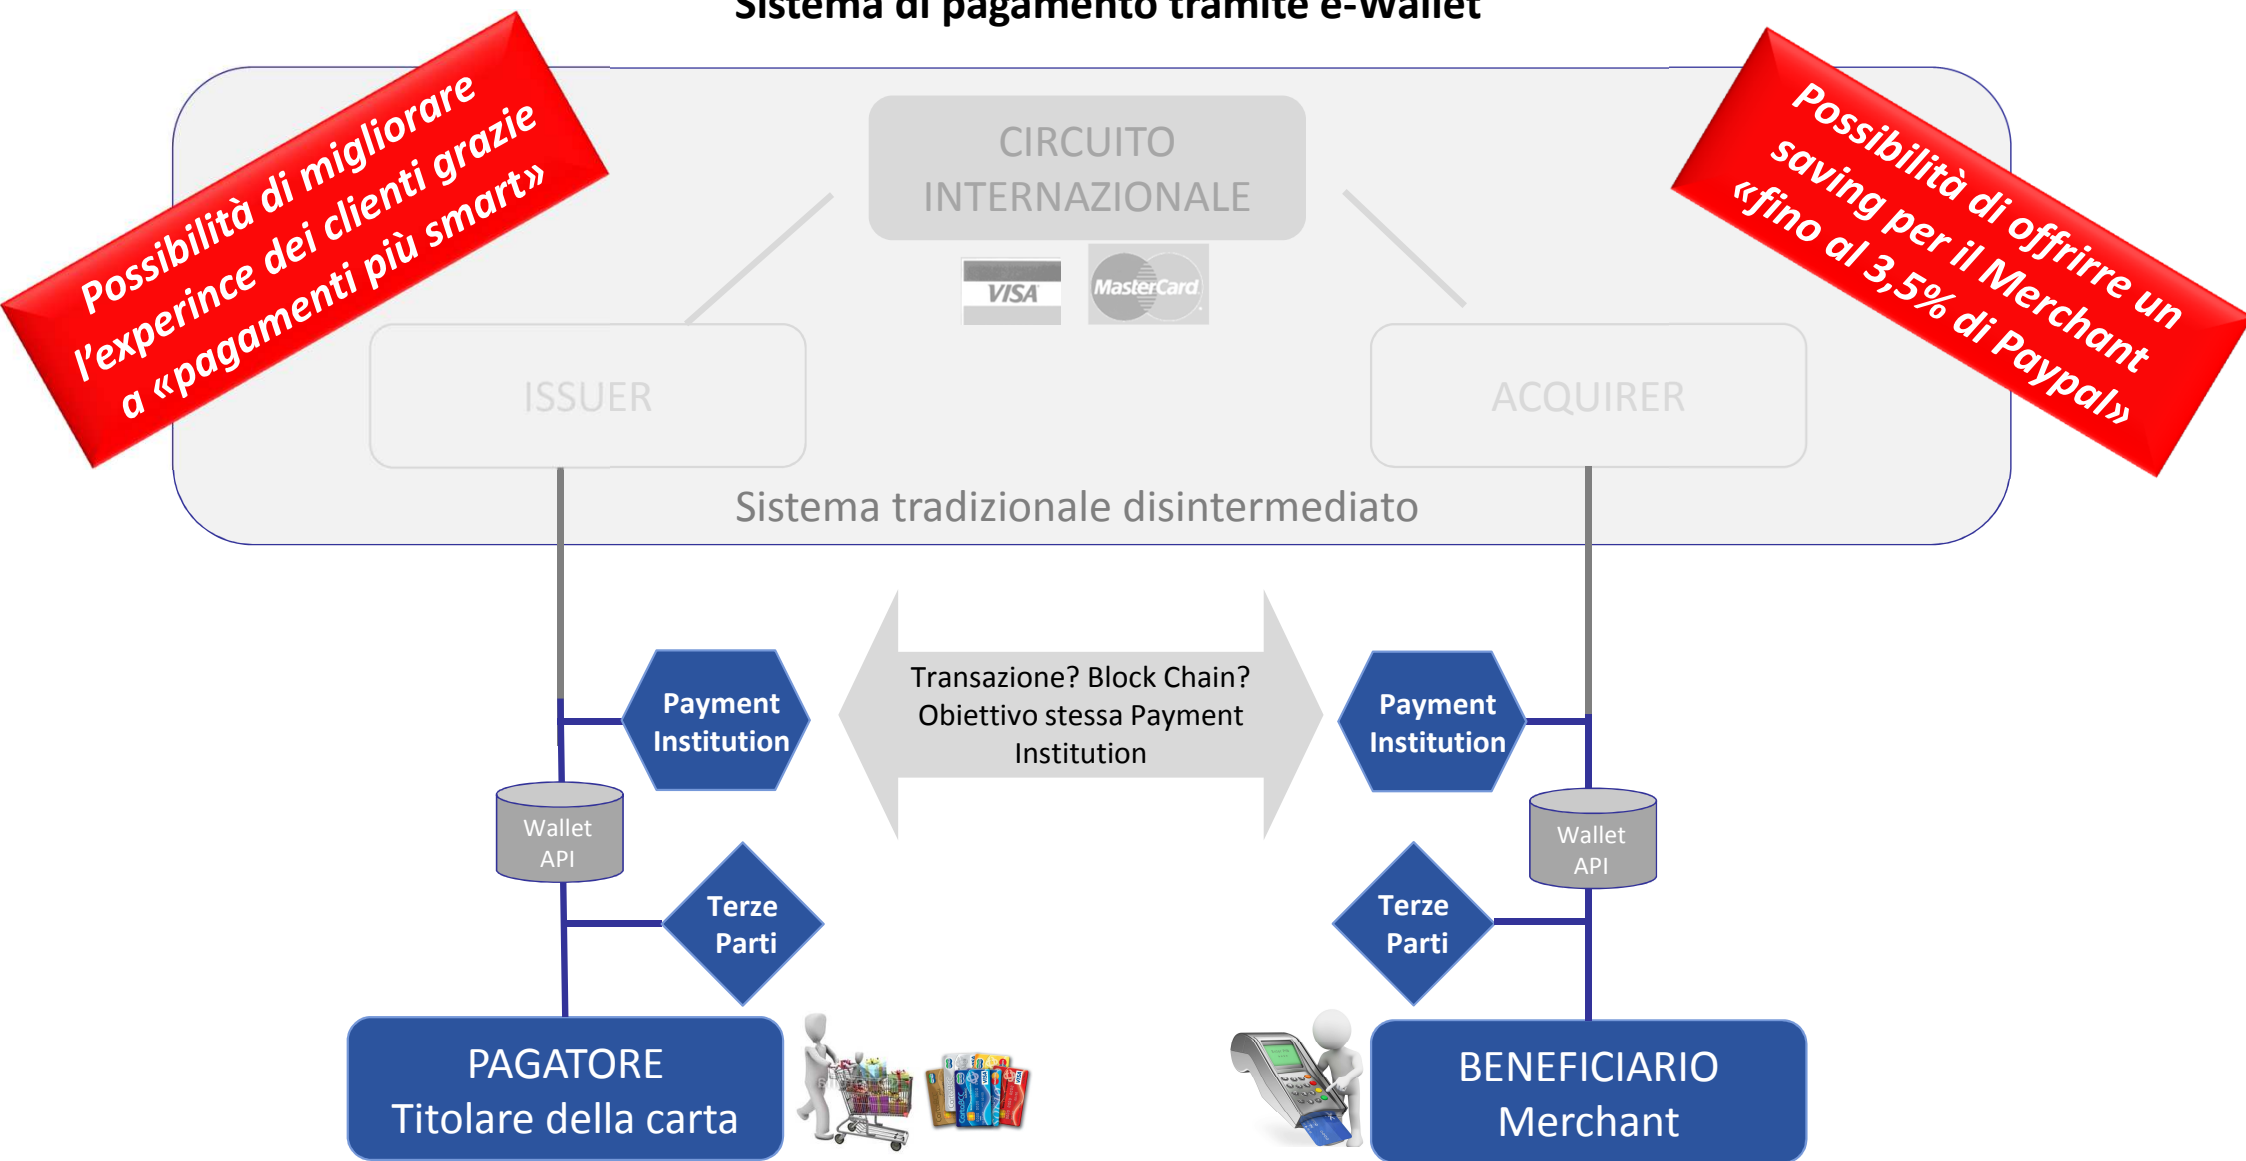 Sistema di pagamento tramite e-Wallet
Possibilità di migliorare
l'experince dei clienti grazie
a «pagamenti più smart»
CIRCUITO
INTERNAZIONALE
VISA
MasterCard
Possibilità di offrirre un
saving per il Merchant
«fino al 3,5% di Paypal»
ISSUER
ACQUIRER
Sistema tradizionale disintermediato
Payment
Institution
Transazione? Block Chain?
Obiettivo stessa Payment
Institution
Payment
Institution
Wallet
API
Wallet
API
Terze
Parti
Terze
Parti
PAGATORE
Titolare della carta
BENEFICIARIO
Merchant